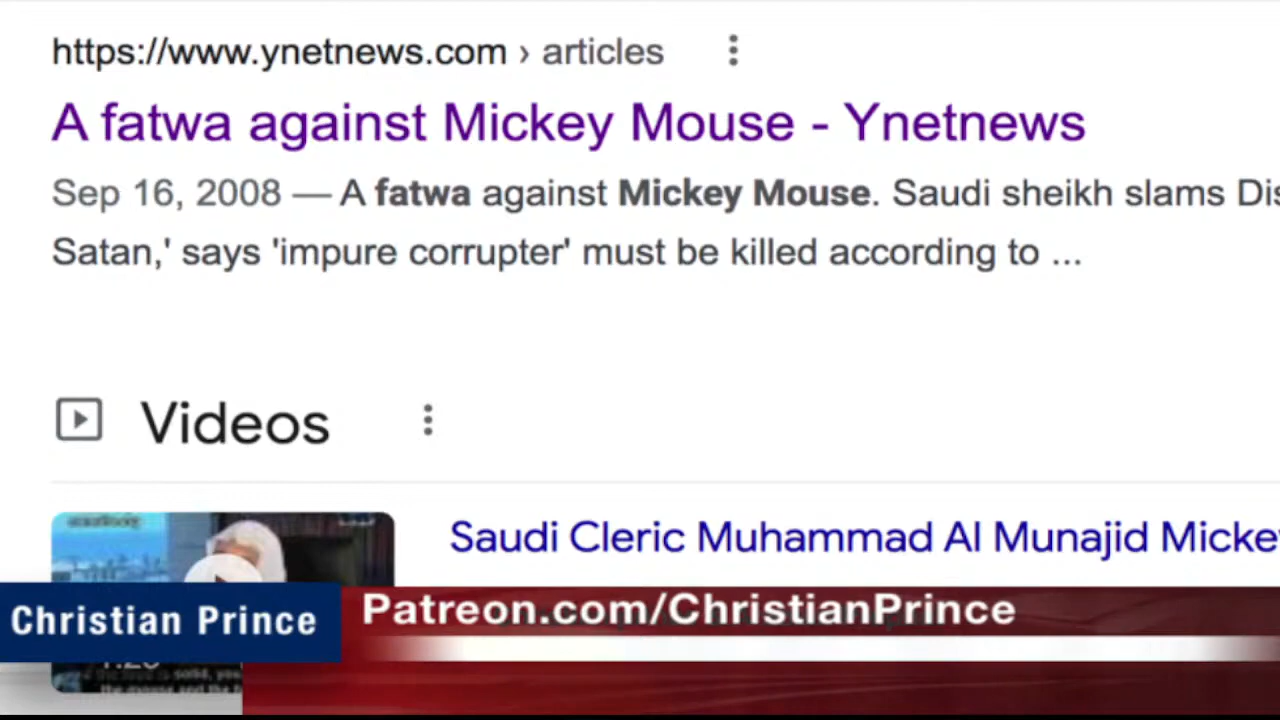 https://www.ynetnews.com › articles
A fatwa against Mickey Mouse - Ynetnews
Sep 16, 2008 — A fatwa against Mickey Mouse. Saudi sheikh slams Dis
Satan,' says 'impure corrupter' must be killed according to ...
Videos
Saudi Cleric Muhammad Al Munajid Mickey
Christian Prince
Patreon.com/ChristianPrince